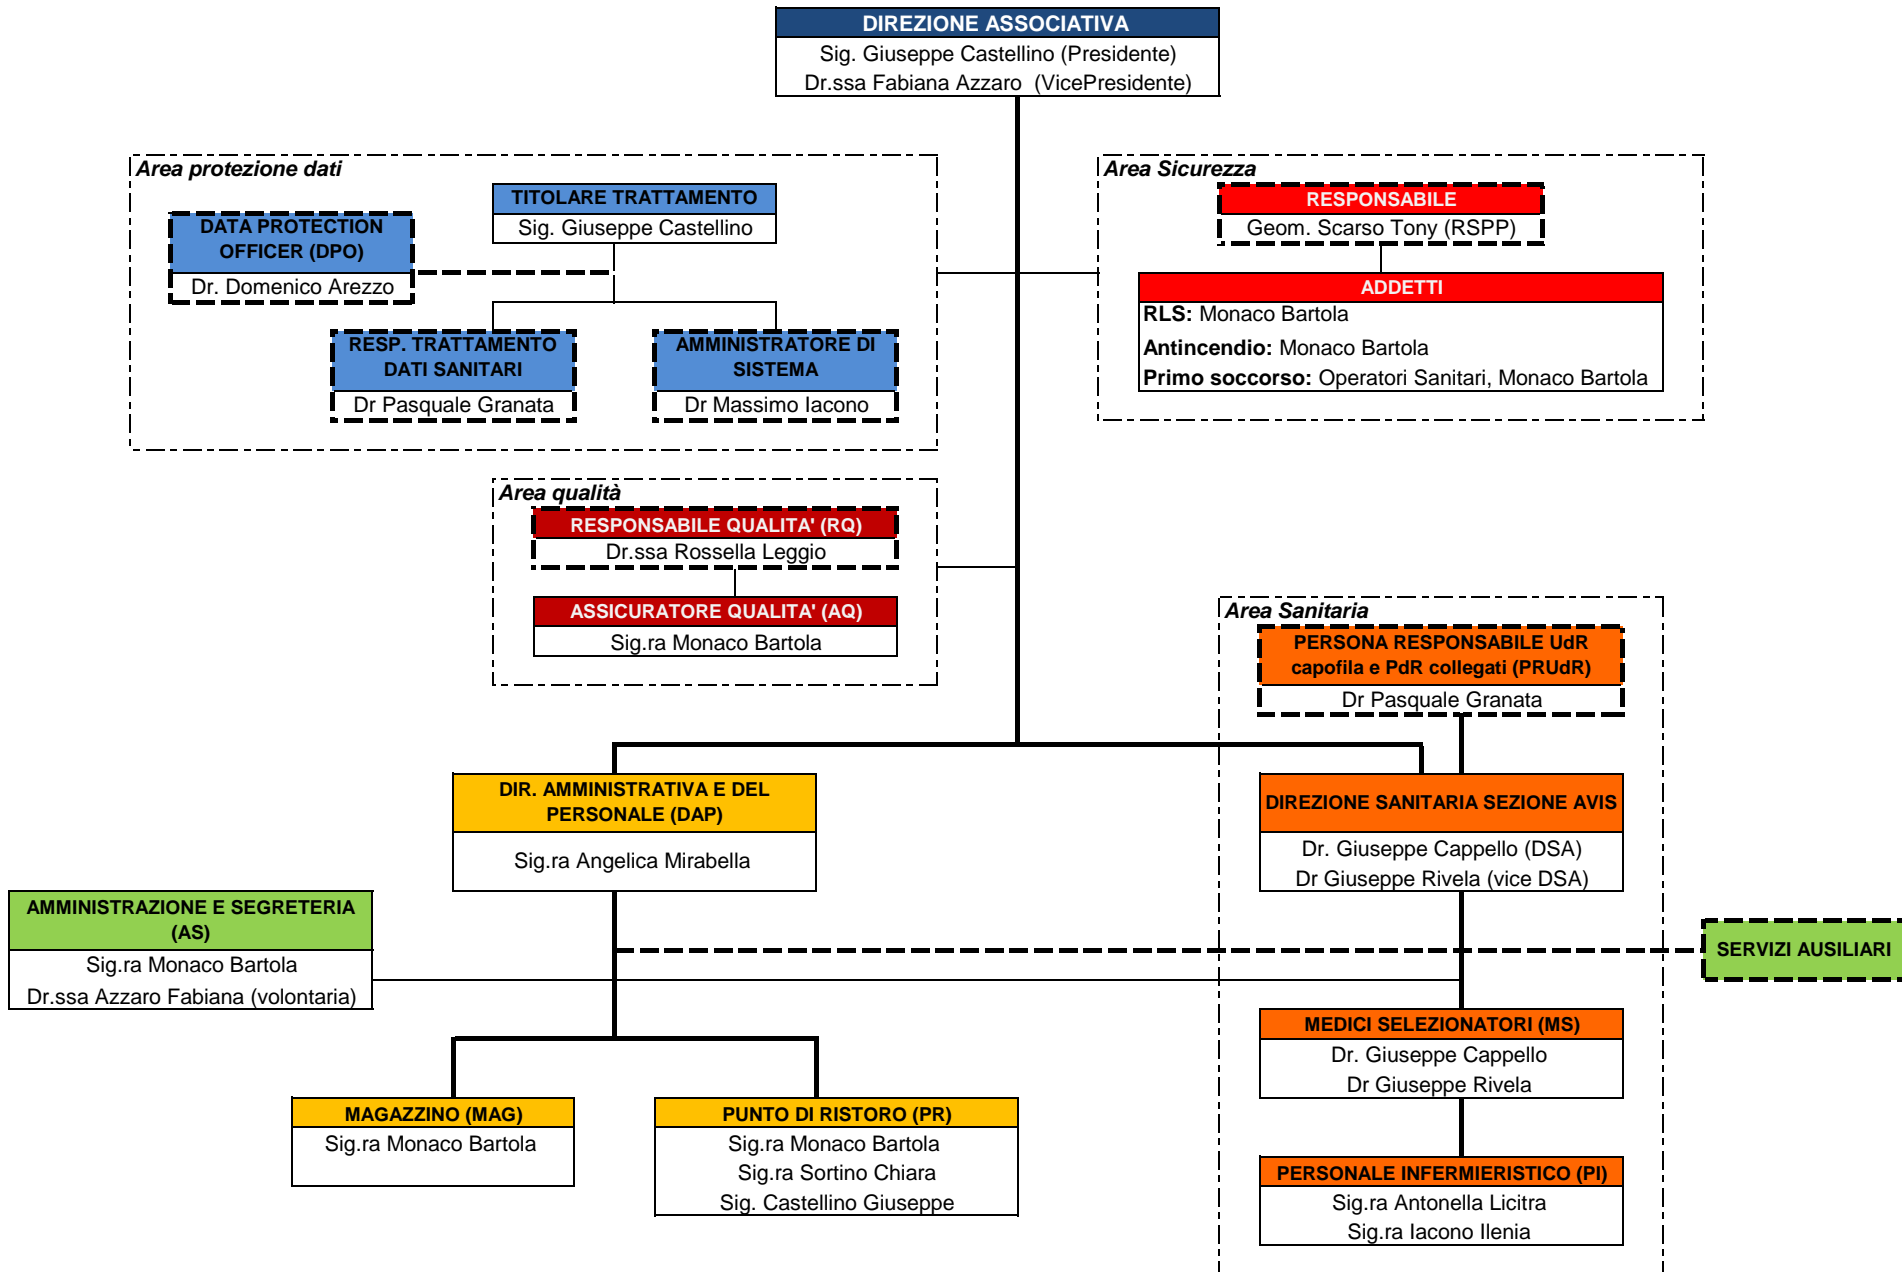 DIREZIONE ASSOCIATIVA
Sig. Giuseppe Castellino (Presidente)
Dr.ssa Fabiana Azzaro  (VicePresidente)
Area protezione dati
TITOLARE TRATTAMENTO
Sig. Giuseppe Castellino
DATA PROTECTION
OFFICER (DPO)
Dr. Domenico Arezzo
RESP. TRATTAMENTO
DATI SANITARI
Dr Pasquale Granata
AMMINISTRATORE DI
SISTEMA
Dr Massimo Iacono
Area Sicurezza
RESPONSABILE
Geom. Scarso Tony (RSPP)
ADDETTI
RLS: Monaco Bartola
Antincendio: Monaco Bartola
Primo soccorso: Operatori Sanitari, Monaco Bartola
Area qualità
RESPONSABILE QUALITA' (RQ)
Dr.ssa Rossella Leggio
ASSICURATORE QUALITA' (AQ)
Sig.ra Monaco Bartola
Area Sanitaria
PERSONA RESPONSABILE UdR
capofila e PdR collegati (PRUdR)
Dr Pasquale Granata
DIR. AMMINISTRATIVA E DEL
PERSONALE (DAP)
Sig.ra Angelica Mirabella
DIREZIONE SANITARIA SEZIONE AVIS
Dr. Giuseppe Cappello (DSA)
Dr Giuseppe Rivela (vice DSA)
AMMINISTRAZIONE E SEGRETERIA
(AS)
Sig.ra Monaco Bartola
Dr.ssa Azzaro Fabiana (volontaria)
SERVIZI AUSILIARI
MEDICI SELEZIONATORI (MS)
Dr. Giuseppe Cappello
Dr Giuseppe Rivela
MAGAZZINO (MAG)
Sig.ra Monaco Bartola
PUNTO DI RISTORO (PR)
Sig.ra Monaco Bartola
Sig.ra Sortino Chiara
Sig. Castellino Giuseppe
PERSONALE INFERMIERISTICO (PI)
Sig.ra Antonella Licitra
Sig.ra Iacono Ilenia